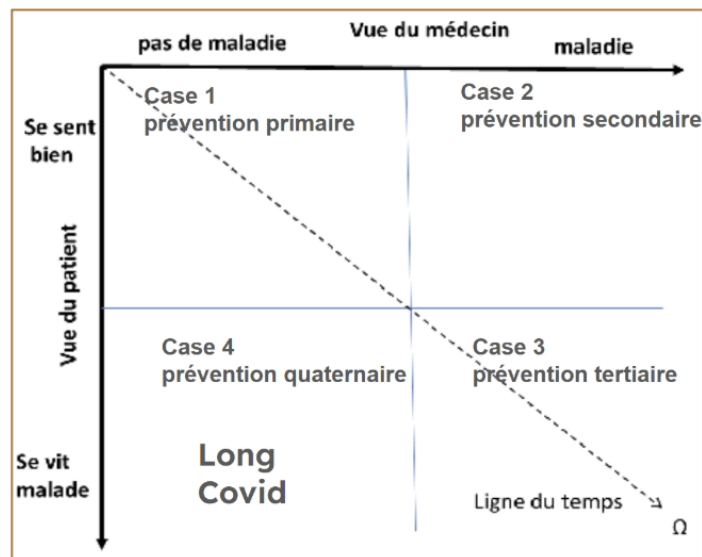 Vue du médecin
pas de maladie
maladie
Case 1
prévention primaire
Case 2
prévention secondaire
Se sent
bien
Vue du patient
Case 4
prévention quaternaire
Case 3
prévention tertiaire
Se vit
malade
Long
Covid
Ligne du temps
Ω